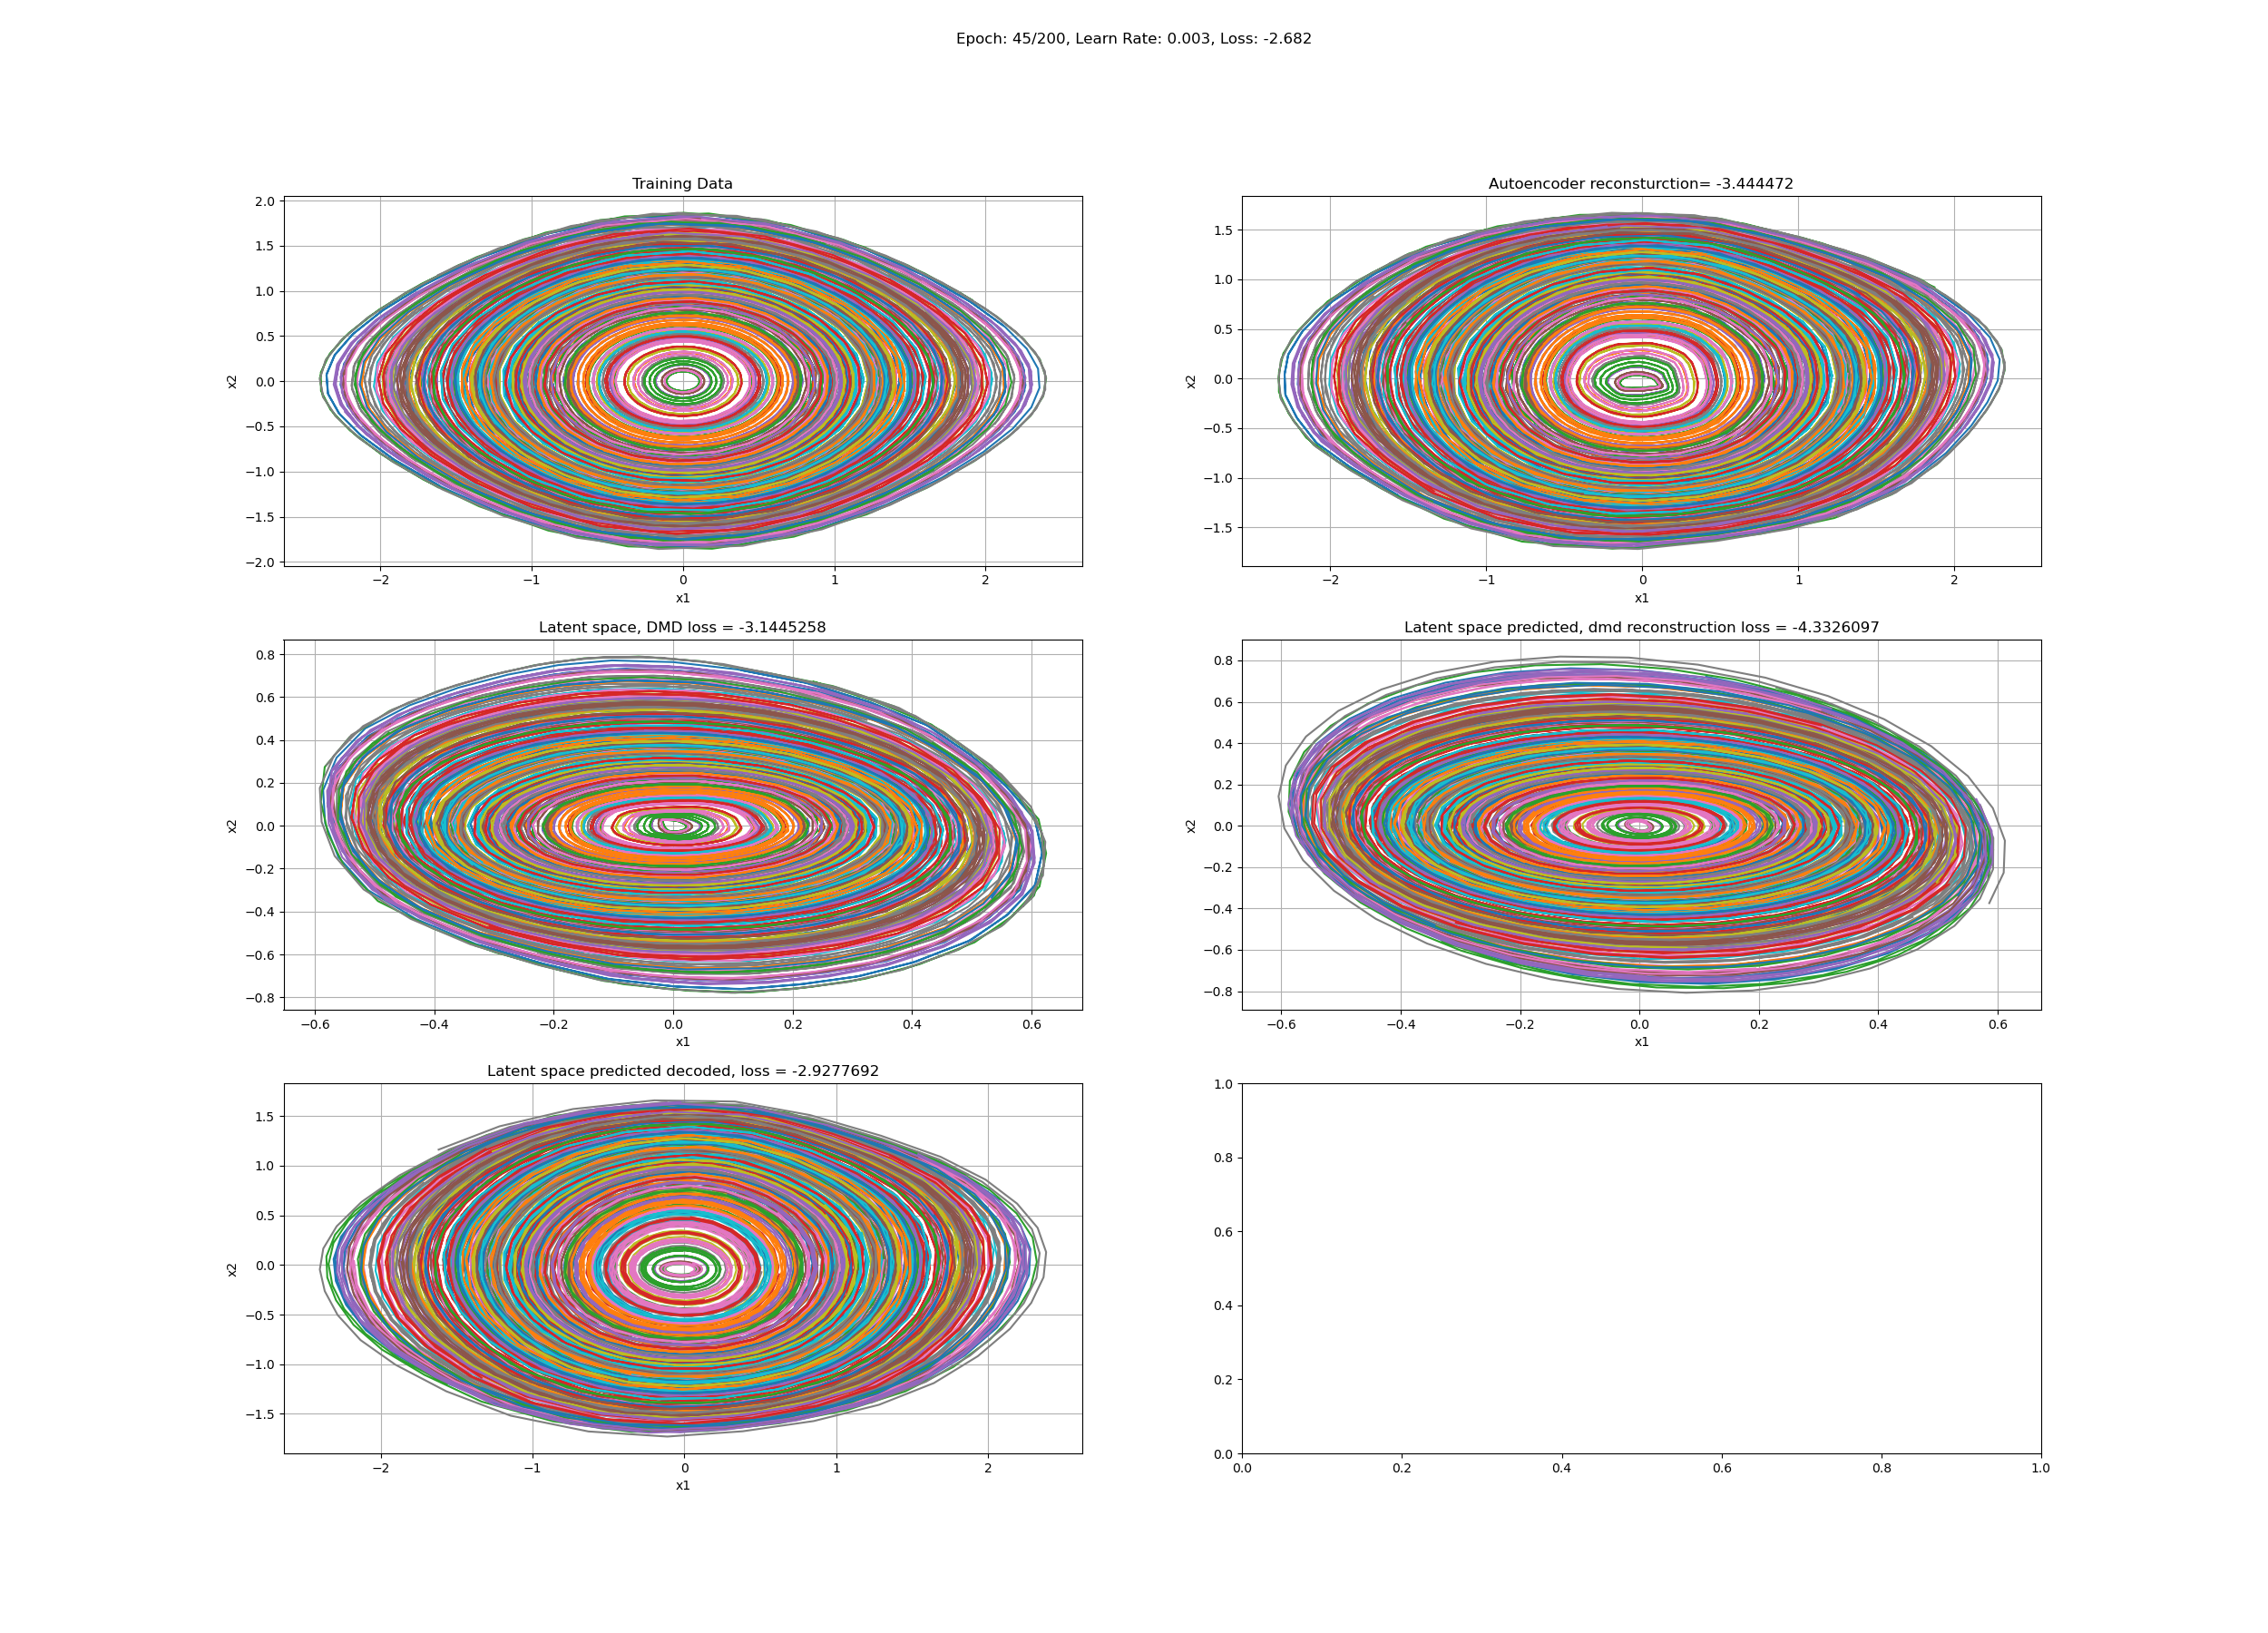 Epoch: 45/200, Learn Rate: 0.003, Loss: -2.682
Training Data
2.0
1.5
1.0
0.5
0.0
−0.5
−1.0
−1.5
−2.0
x2
−2 −1 0 1 2
x1
Autoencoder reconsturction= -3.444472
1.5
1.0
0.5
0.0
−0.5
−1.0
−1.5
x2
−2 −1 0 1 2
x1
Latent space, DMD loss = -3.1445258
0.8
0.6
0.4
0.2
0.0
−0.2
−0.4
−0.6
−0.8
x2
−0.6 −0.4 −0.2 0.0 0.2 0.4 0.6
x1
Latent space predicted, dmd reconstruction loss = -4.3326097
0.8
0.6
0.4
0.2
0.0
−0.2
−0.4
−0.6
−0.8
x2
−0.6 −0.4 −0.2 0.0 0.2 0.4 0.6
x1
Latent space predicted decoded, loss = -2.9277692
1.5
1.0
0.5
0.0
−0.5
−1.0
−1.5
x2
−2 −1 0 1 2
x1
1.0
0.8
0.6
0.4
0.2
0.0
0.0 0.2 0.4 0.6 0.8 1.0